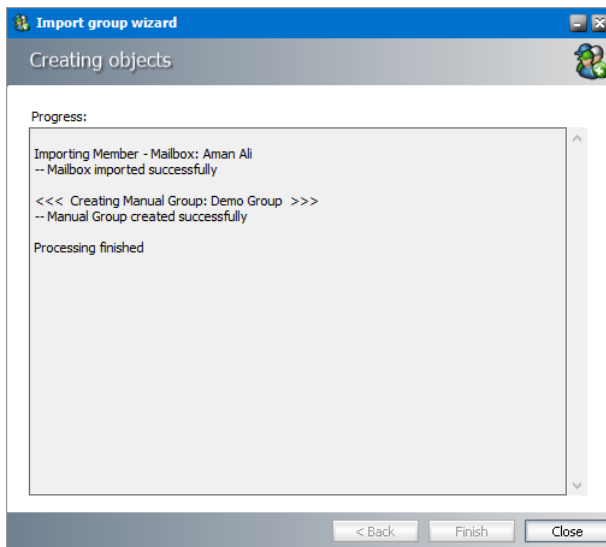 Import group wizard
Creating objects
Progress:
Importing Member - Mailbox: Aman Ali
-- Mailbox imported successfully
<<< Creating Manual Group: Demo Group >>>
-- Manual Group created successfully
Processing finished
< Back
Finish
Close